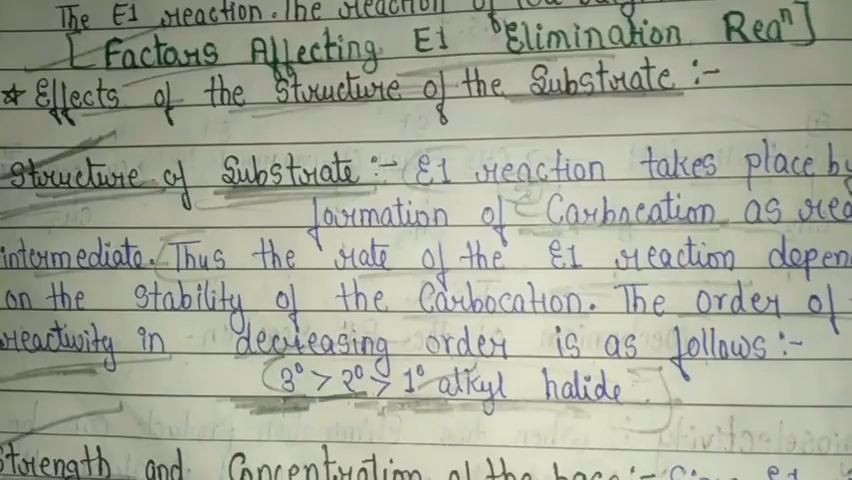 The E1 reaction. The reaction of
[Factors Affecting E1 Elimination Reaⁿ]
* Effects of the Structure of the Substrate :-
Structure of Substrate :- E1 reaction takes place by
formation of Carbocation as rea
intermediate. Thus the rate of the E1 reaction depen
on the stability of the Carbocation. The order of
reactivity in decreasing order is as follows :-
(3° > 2° > 1° alkyl halide
Strength and Concentration of the base :- Since E1